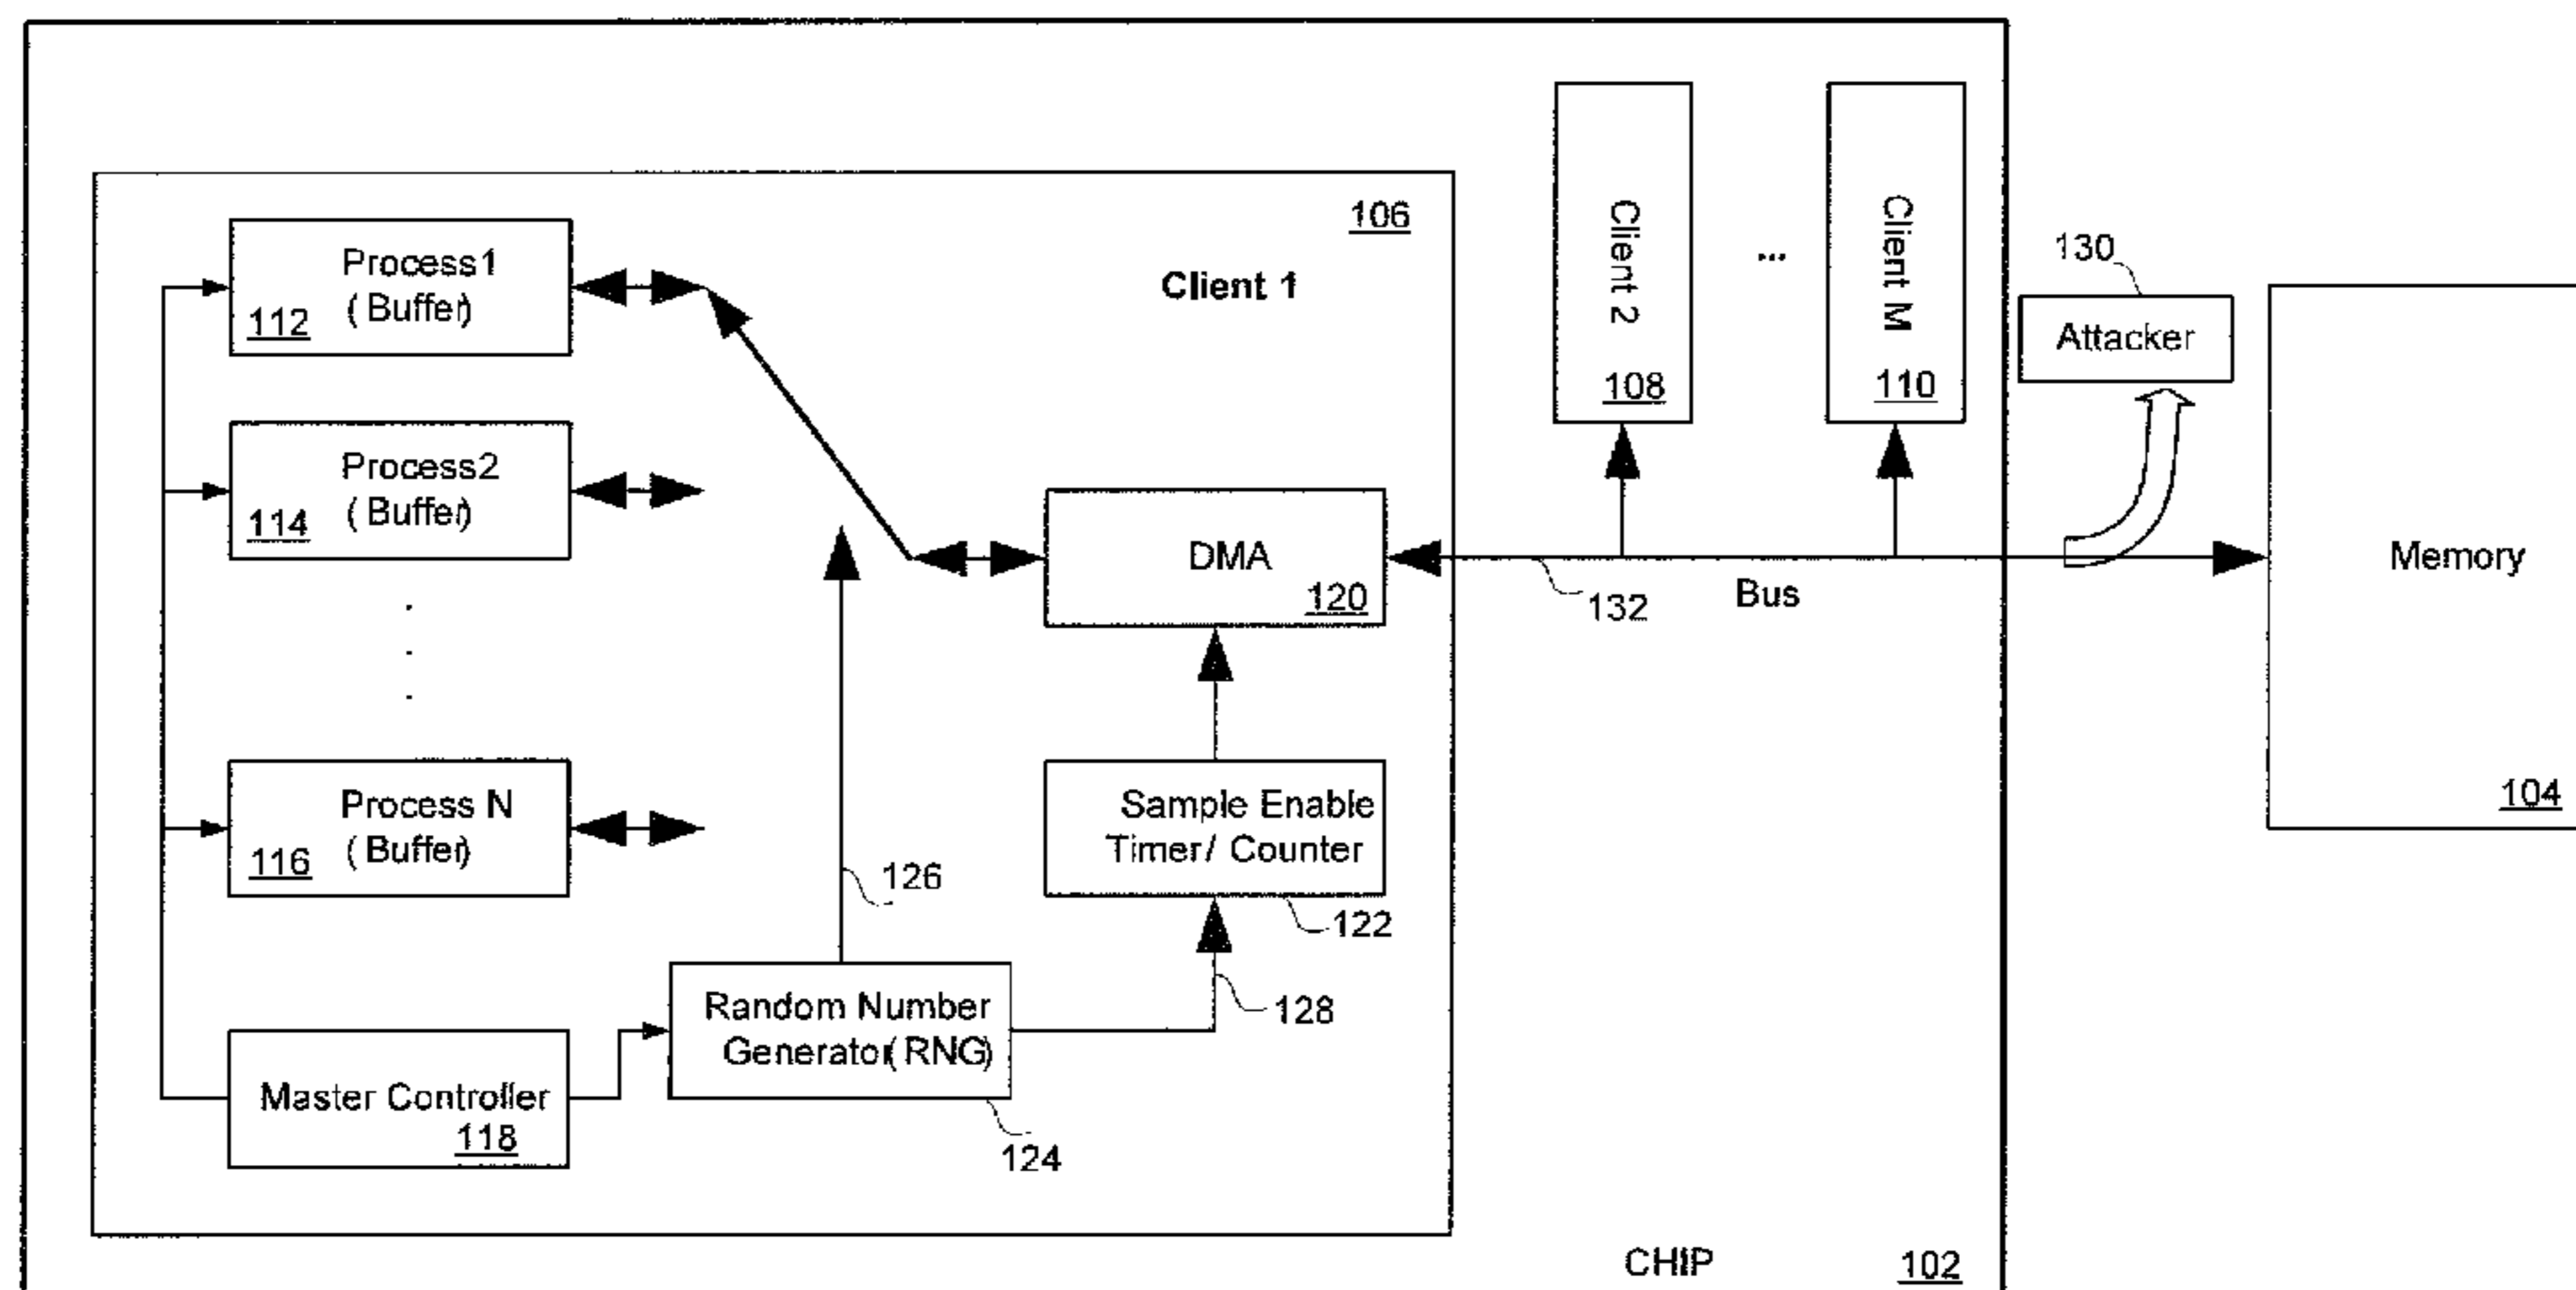 106
Client 1
Process1
( Buffer)
112
Process2
( Buffer)
114
.
.
.
Process N
( Buffer)
116
Master Controller
118
Random Number
Generator( RNG)
124
126
128
Sample Enable
Timer/ Counter
122
DMA
120
Client 2
108
...
Client M
110
132
Bus
130
Attacker
Memory
104
CHIP
102